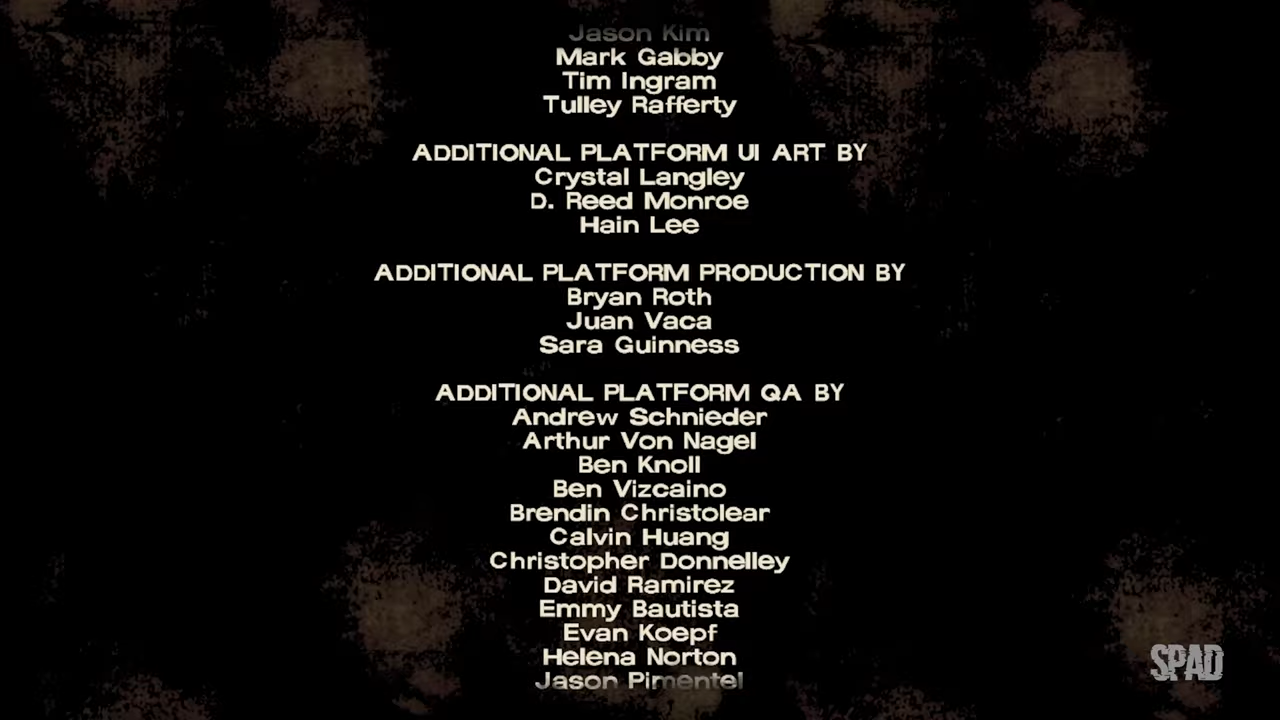 Jason Kim
Mark Gabby
Tim Ingram
Tulley Rafferty
ADDITIONAL PLATFORM UI ART BY
Crystal Langley
D. Reed Monroe
Hain Lee
ADDITIONAL PLATFORM PRODUCTION BY
Bryan Roth
Juan Vaca
Sara Guinness
ADDITIONAL PLATFORM QA BY
Andrew Schnieder
Arthur Von Nagel
Ben Knoll
Ben Vizcaino
Brendin Christolear
Calvin Huang
Christopher Donnelley
David Ramirez
Emmy Bautista
Evan Koepf
Helena Norton
Jason Pimentel
SPAD